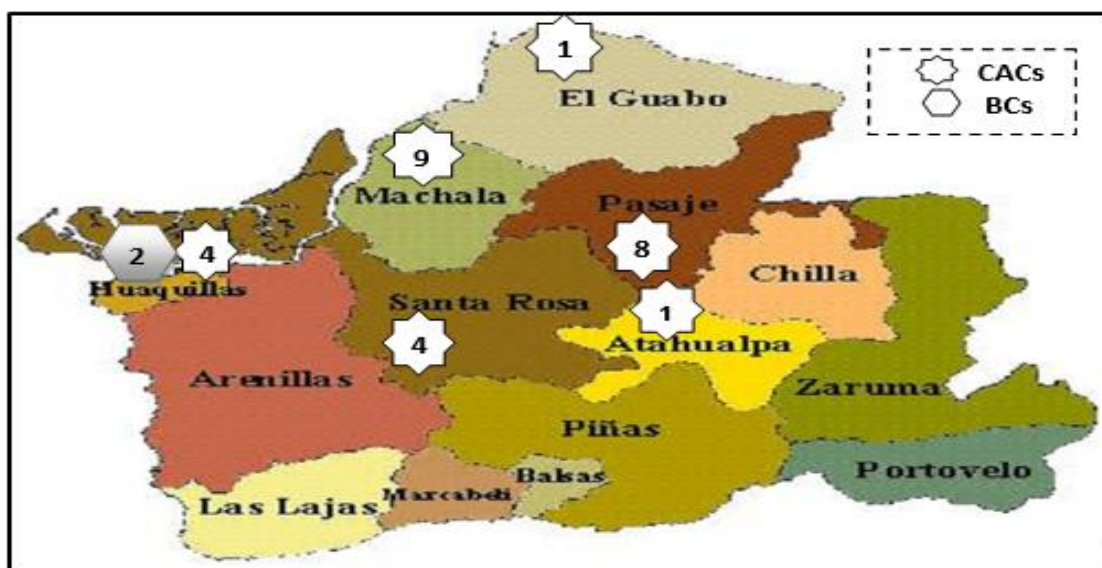 1
El Guabo
CACs
BCs
9
Machala
Pasaje
8
2
4
Huaquillas
Chilla
Santa Rosa
1
4
Atahualpa
Arenillas
Zaruma
Piñas
Portovelo
Balsas
Marcabeli
Las Lajas